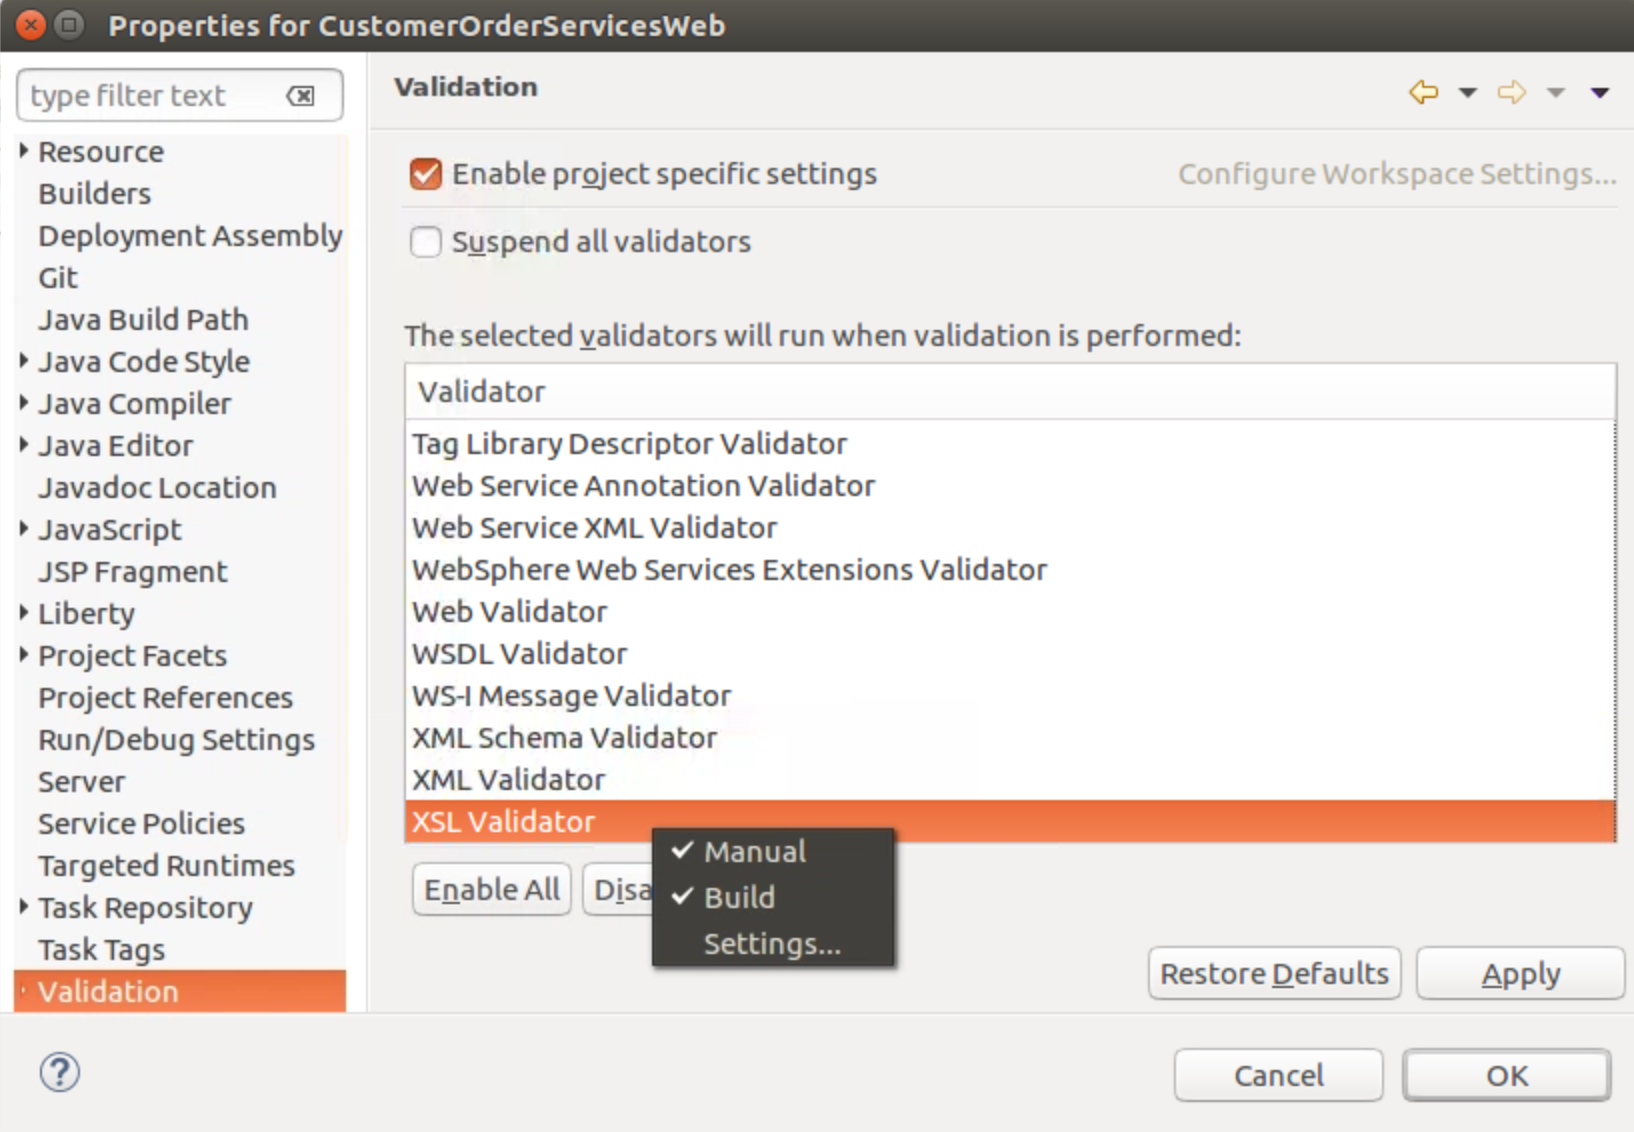 Properties for CustomerOrderServicesWeb
type filter text
Resource
Builders
Deployment Assembly
Git
Java Build Path
Java Code Style
Java Compiler
Java Editor
Javadoc Location
JavaScript
JSP Fragment
Liberty
Project Facets
Project References
Run/Debug Settings
Server
Service Policies
Targeted Runtimes
Task Repository
Task Tags
Validation
Validation
Enable project specific settings
Configure Workspace Settings...
Suspend all validators
The selected validators will run when validation is performed:
Validator
Tag Library Descriptor Validator
Web Service Annotation Validator
Web Service XML Validator
WebSphere Web Services Extensions Validator
Web Validator
WSDL Validator
WS-I Message Validator
XML Schema Validator
XML Validator
XSL Validator
Manual
Build
Settings...
Enable All
Disa
Restore Defaults
Apply
?
Cancel
OK